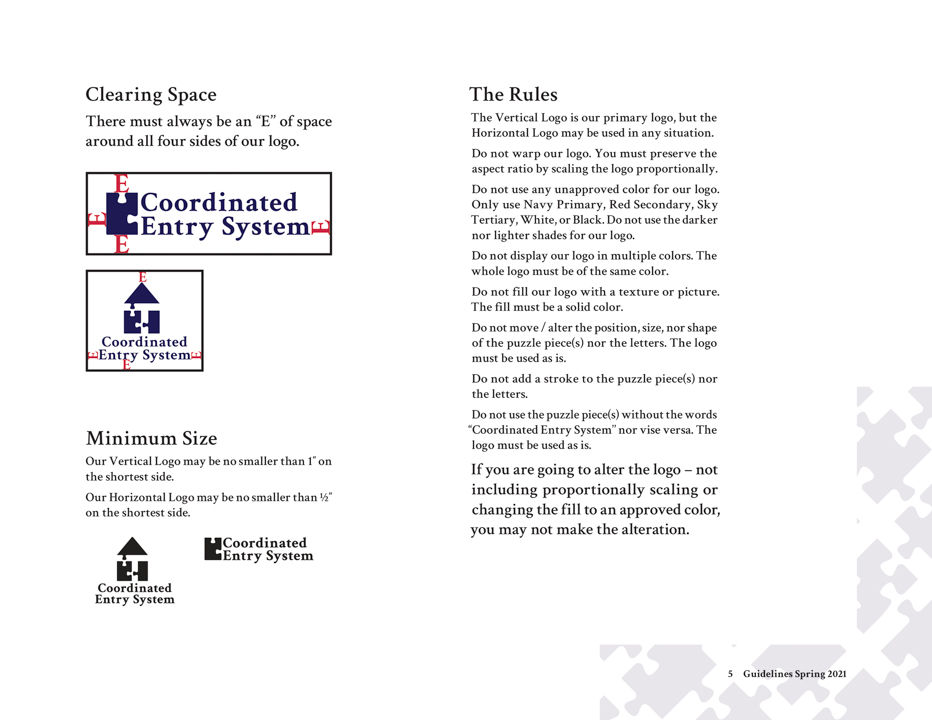 Clearing Space
There must always be an “E” of space
around all four sides of our logo.
E
E
Coordinated
Entry System
E
E
E
Coordinated
E
Entry System
E
E
Minimum Size
Our Vertical Logo may be no smaller than 1″ on
the shortest side.
Our Horizontal Logo may be no smaller than ½″
on the shortest side.
Coordinated
Entry System
Coordinated
Entry System
The Rules
The Vertical Logo is our primary logo, but the
Horizontal Logo may be used in any situation.
Do not warp our logo. You must preserve the
aspect ratio by scaling the logo proportionally.
Do not use any unapproved color for our logo.
Only use Navy Primary, Red Secondary, Sky
Tertiary, White, or Black. Do not use the darker
nor lighter shades for our logo.
Do not display our logo in multiple colors. The
whole logo must be of the same color.
Do not fill our logo with a texture or picture.
The fill must be a solid color.
Do not move / alter the position, size, nor shape
of the puzzle piece(s) nor the letters. The logo
must be used as is.
Do not add a stroke to the puzzle piece(s) nor
the letters.
Do not use the puzzle piece(s) without the words
“Coordinated Entry System” nor vise versa. The
logo must be used as is.
If you are going to alter the logo – not
including proportionally scaling or
changing the fill to an approved color,
you may not make the alteration.
5 Guidelines Spring 2021